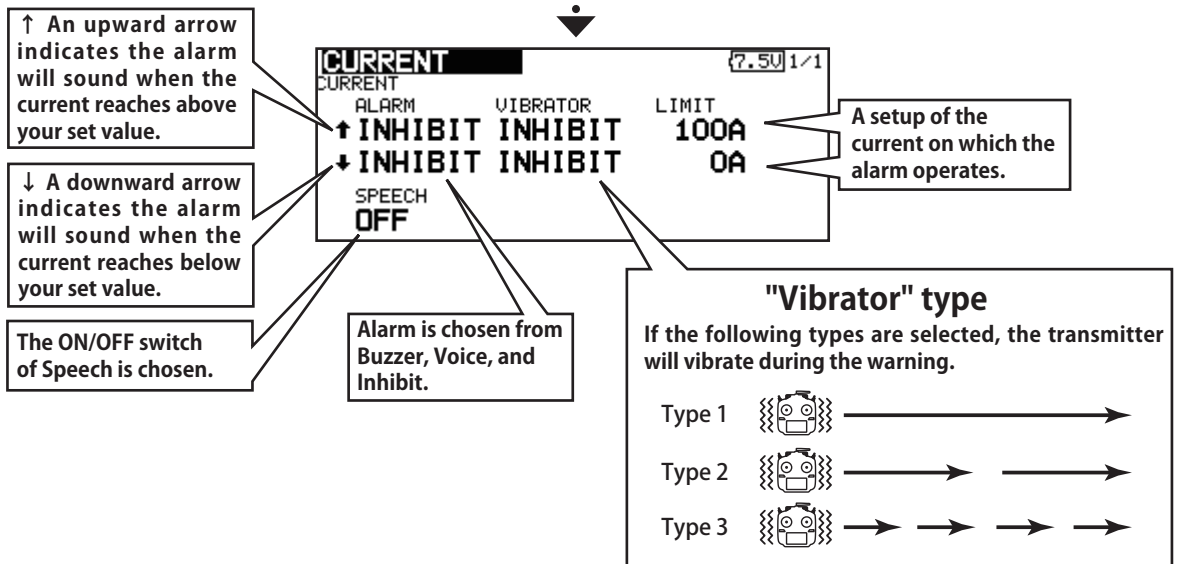 ↑ An upward arrow
indicates the alarm
will sound when the
current reaches above
your set value.
↓ A downward arrow
indicates the alarm
will sound when the
current reaches below
your set value.
The ON/OFF switch
of Speech is chosen.
CURRENT 7.5V 1/1
CURRENT
ALARM VIBRATOR LIMIT
↑ INHIBIT INHIBIT 100A
↓ INHIBIT INHIBIT 0A
SPEECH
OFF
A setup of the
current on which the
alarm operates.
Alarm is chosen from
Buzzer, Voice, and
Inhibit.
"Vibrator" type
If the following types are selected, the transmitter
will vibrate during the warning.
Type 1
Type 2
Type 3